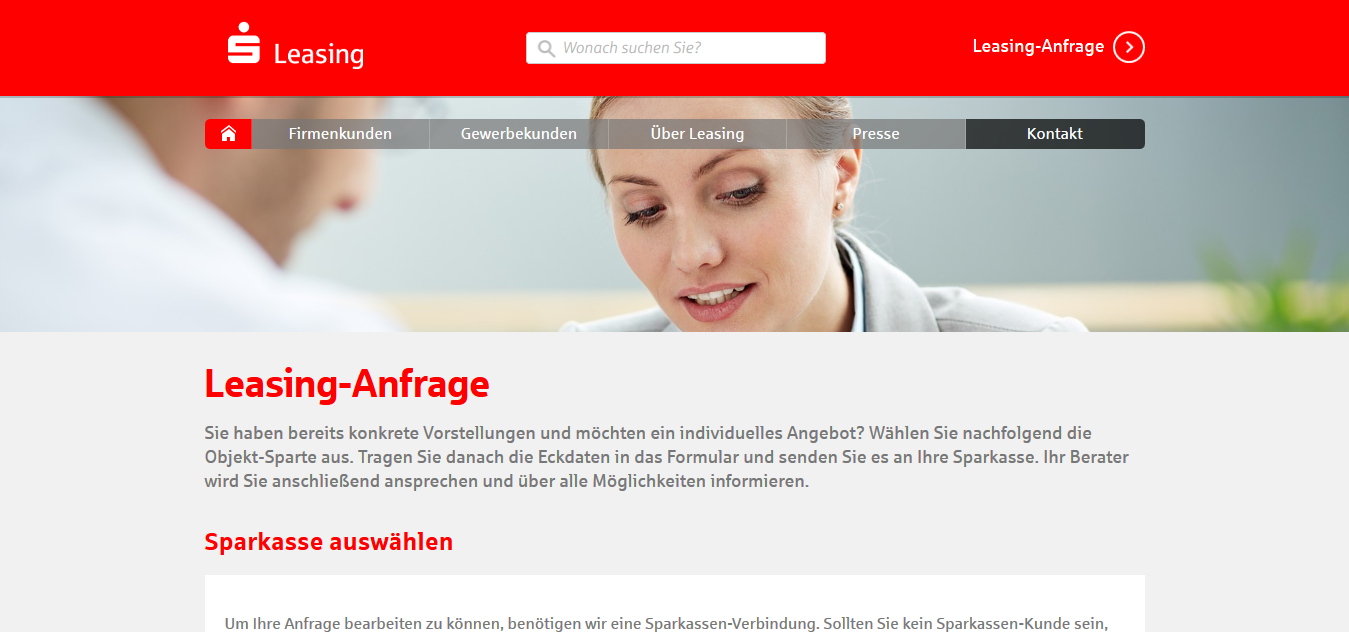 Leasing
Wonach suchen Sie?
Leasing-Anfrage
Firmenkunden
Gewerbekunden
Über Leasing
Presse
Kontakt
Leasing-Anfrage
Sie haben bereits konkrete Vorstellungen und möchten ein individuelles Angebot? Wählen Sie nachfolgend die
Objekt-Sparte aus. Tragen Sie danach die Eckdaten in das Formular und senden Sie es an Ihre Sparkasse. Ihr Berater
wird Sie anschließend ansprechen und über alle Möglichkeiten informieren.
Sparkasse auswählen
Um Ihre Anfrage bearbeiten zu können, benötigen wir eine Sparkassen-Verbindung. Sollten Sie kein Sparkassen-Kunde sein,